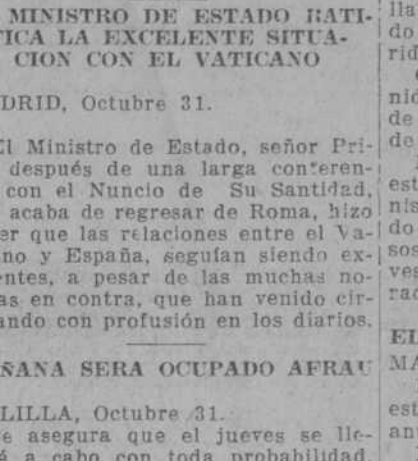 MINISTRO DE ESTADO RATI-
TICA LA EXCELENTE SITUA-
CION CON EL VATICANO
DRID, Octubre 31.
El Ministro de Estado, señor Pri-
después de una larga conferen-
con el Nuncio de Su Santidad,
acaba de regresar de Roma, hizo
er que las relaciones entre el Va-
no y España, seguían siendo ex-
entes, a pesar de las muchas no-
as en contra, que han venido cir-
ando con profusión en los diarios.
ÑANA SERA OCUPADO AFRAU
LILLA, Octubre 31.
e asegura que el jueves se lle-
á a cabo con toda probabilidad,
lla
do
rid
nid
de
de
est
nis
do
sos
ves
rac
EL
MA
est
ant